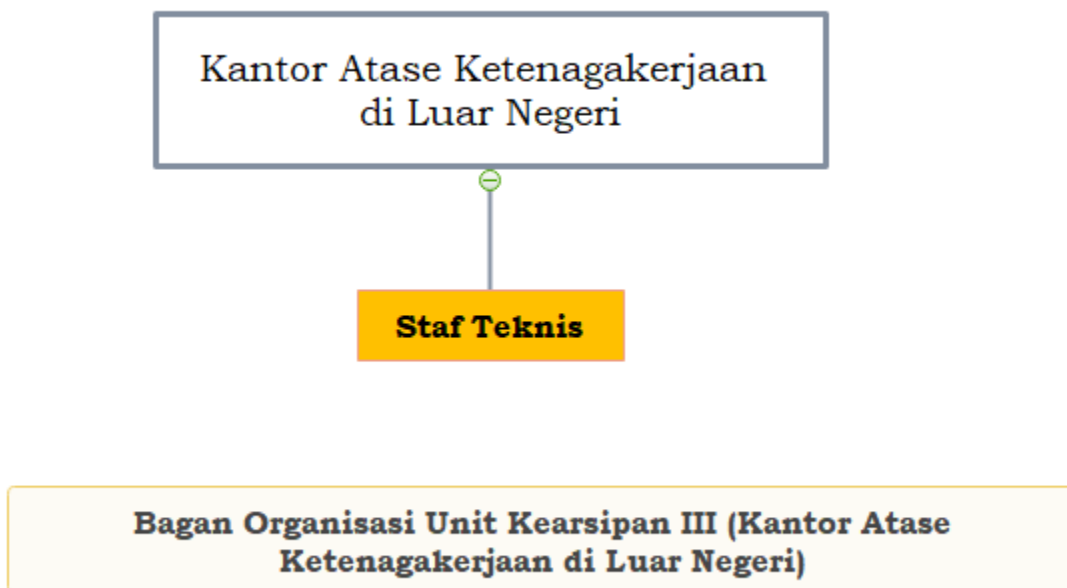 Kantor Atase Ketenagakerjaan
di Luar Negeri
Staf Teknis
Bagan Organisasi Unit Kearsipan III (Kantor Atase
Ketenagakerjaan di Luar Negeri)